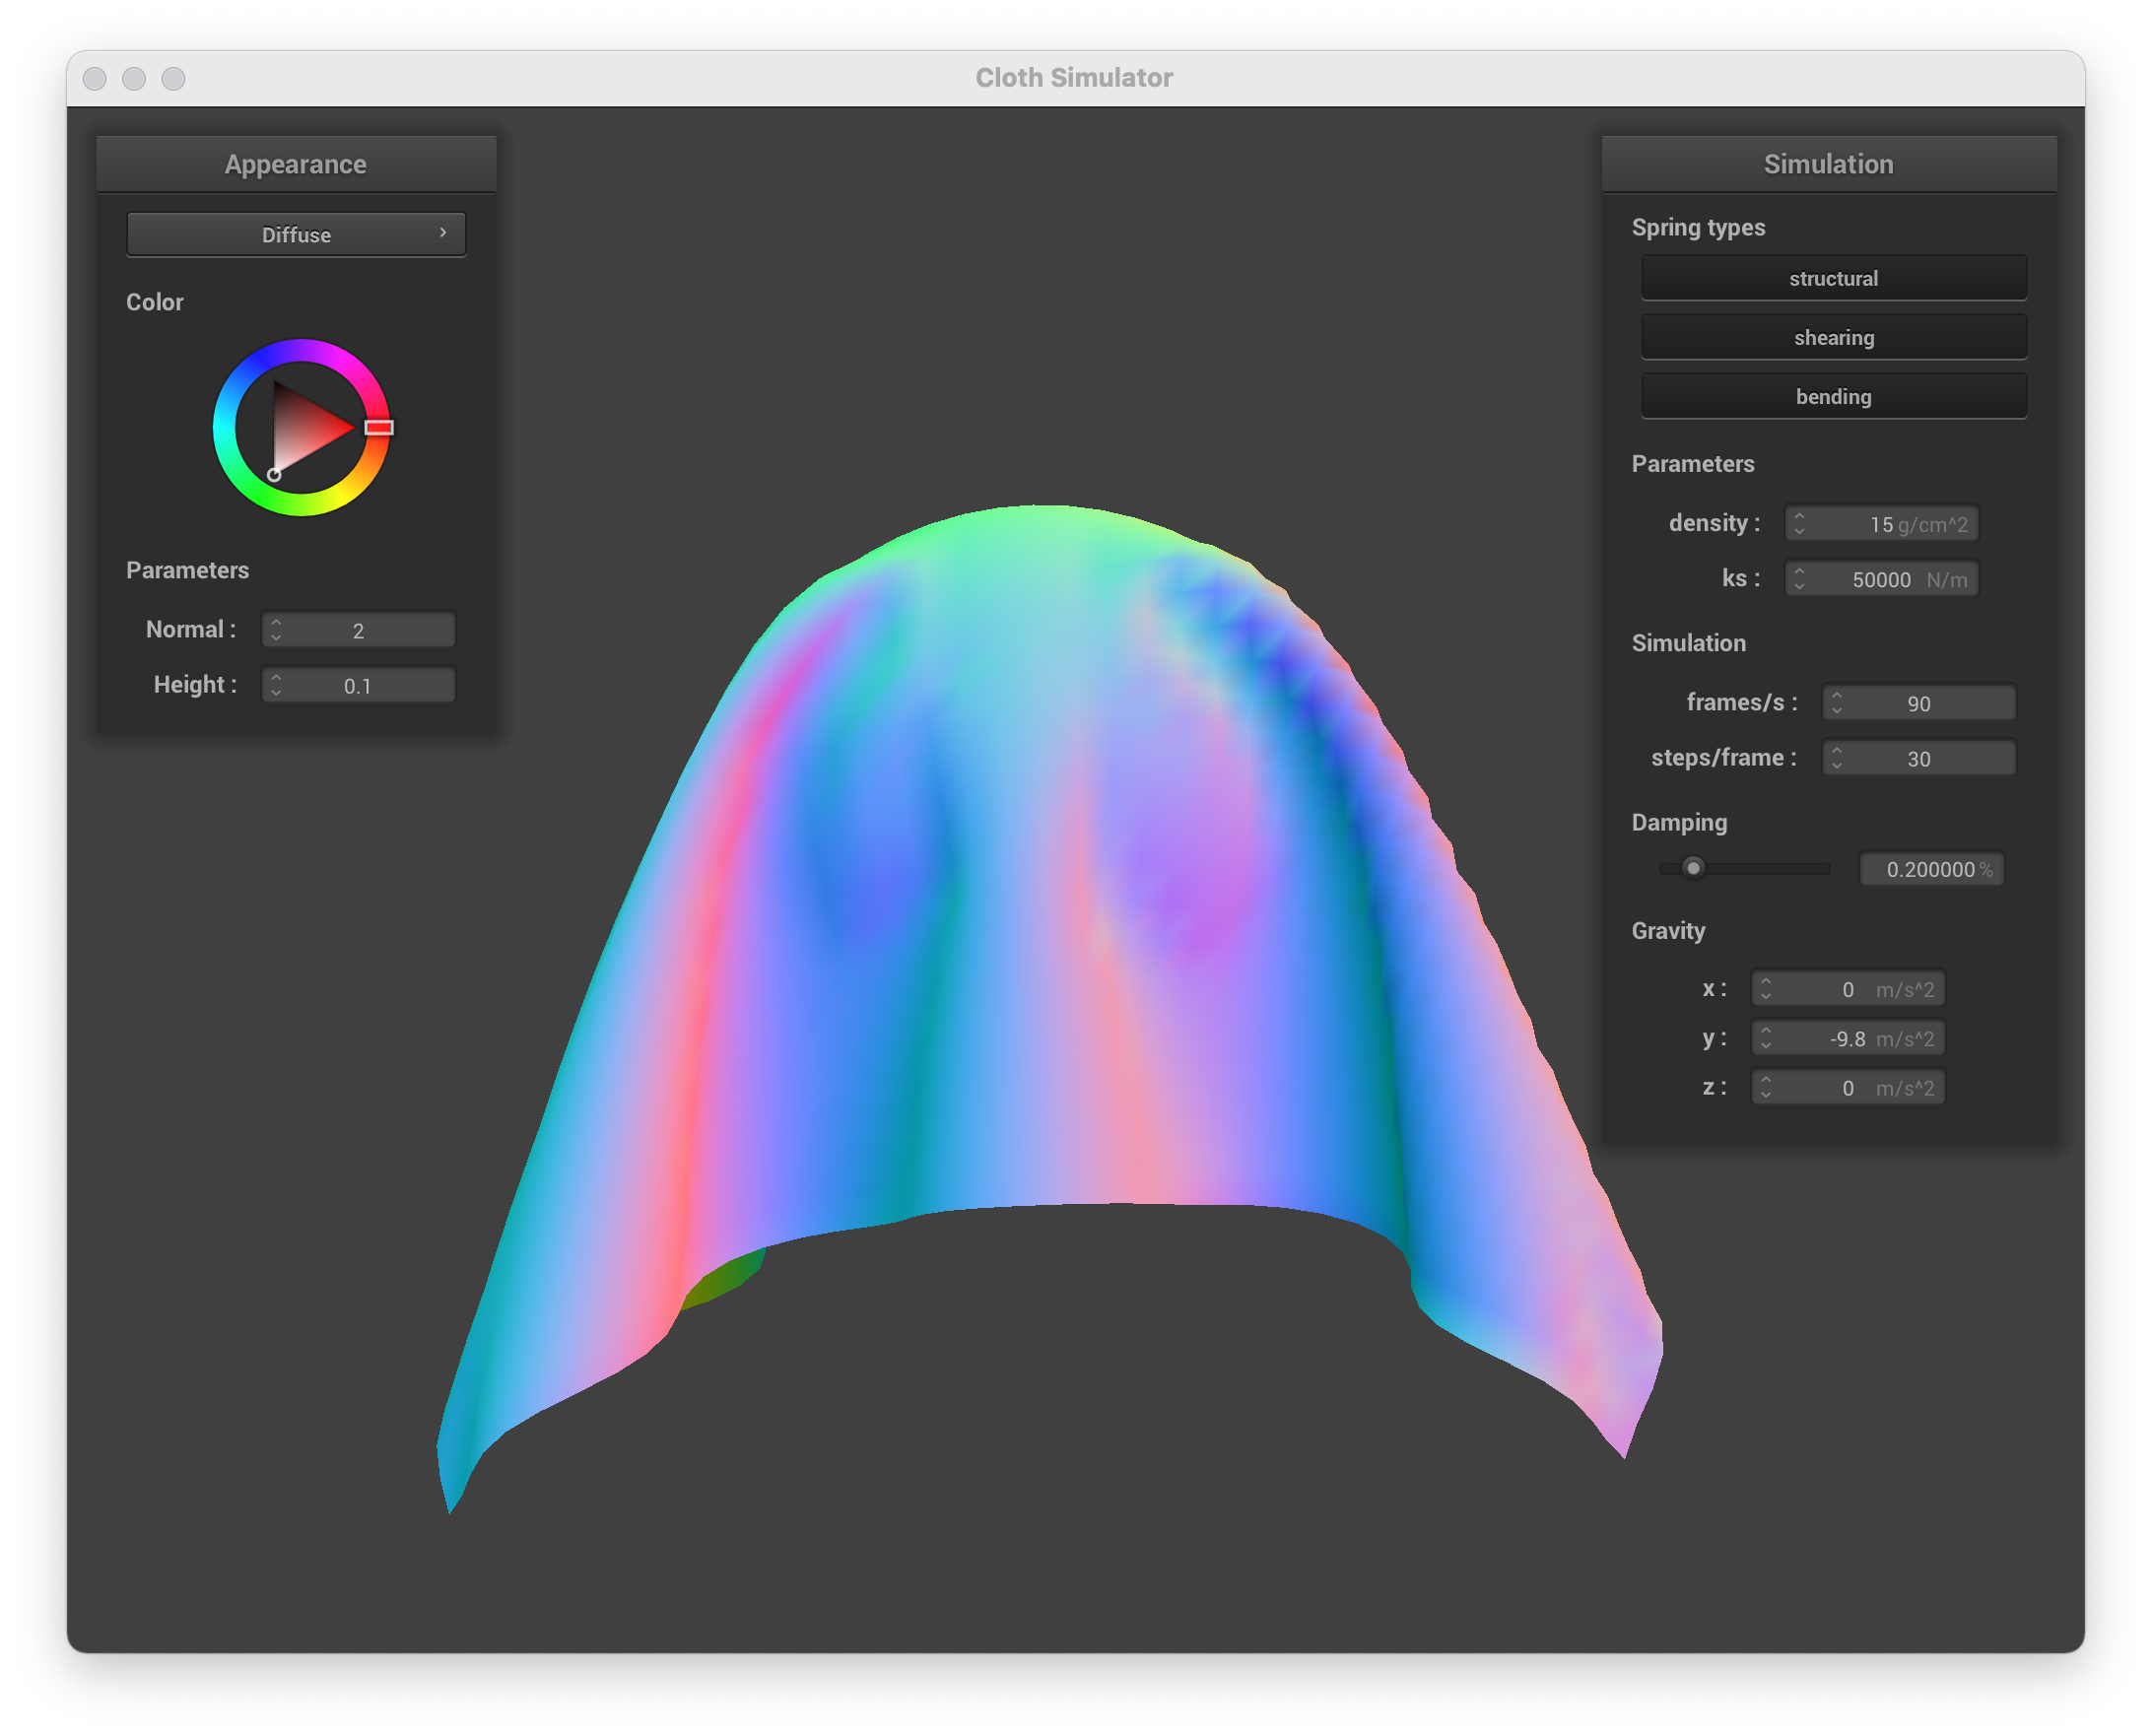 Cloth Simulator
Appearance
Diffuse ›
Color
Parameters
Normal : 2
Height : 0.1
Simulation
Spring types
structural
shearing
bending
Parameters
density : 15 g/cm^2
ks : 50000 N/m
Simulation
frames/s : 90
steps/frame : 30
Damping
0.200000 %
Gravity
x : 0 m/s^2
y : -9.8 m/s^2
z : 0 m/s^2